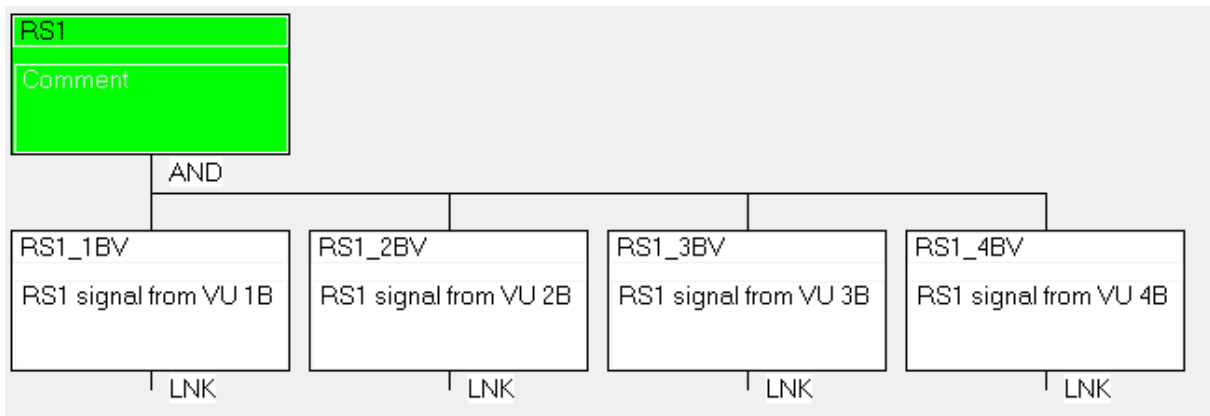 RS1
Comment
AND
RS1_1BV
RS1 signal from VU 1B
LNK
RS1_2BV
RS1 signal from VU 2B
LNK
RS1_3BV
RS1 signal from VU 3B
LNK
RS1_4BV
RS1 signal from VU 4B
LNK